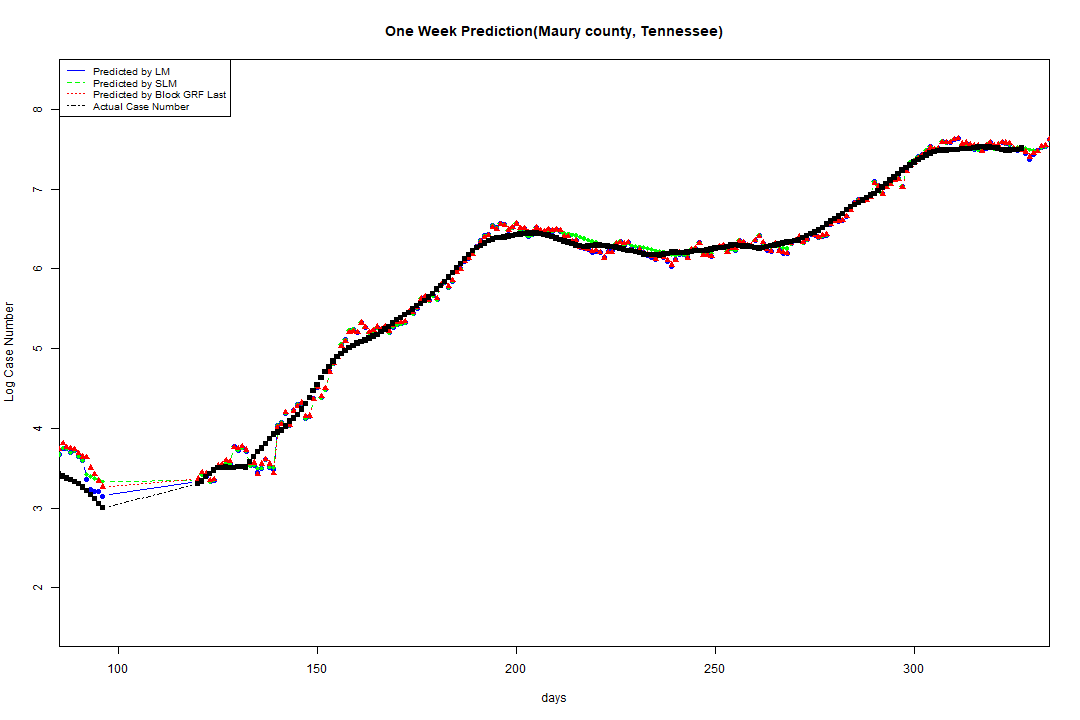 One Week Prediction(Maury county, Tennessee)
Predicted by LM
Predicted by SLM
Predicted by Block GRF Last
Actual Case Number
8
7
6
5
4
3
2
Log Case Number
100 150 200 250 300
days